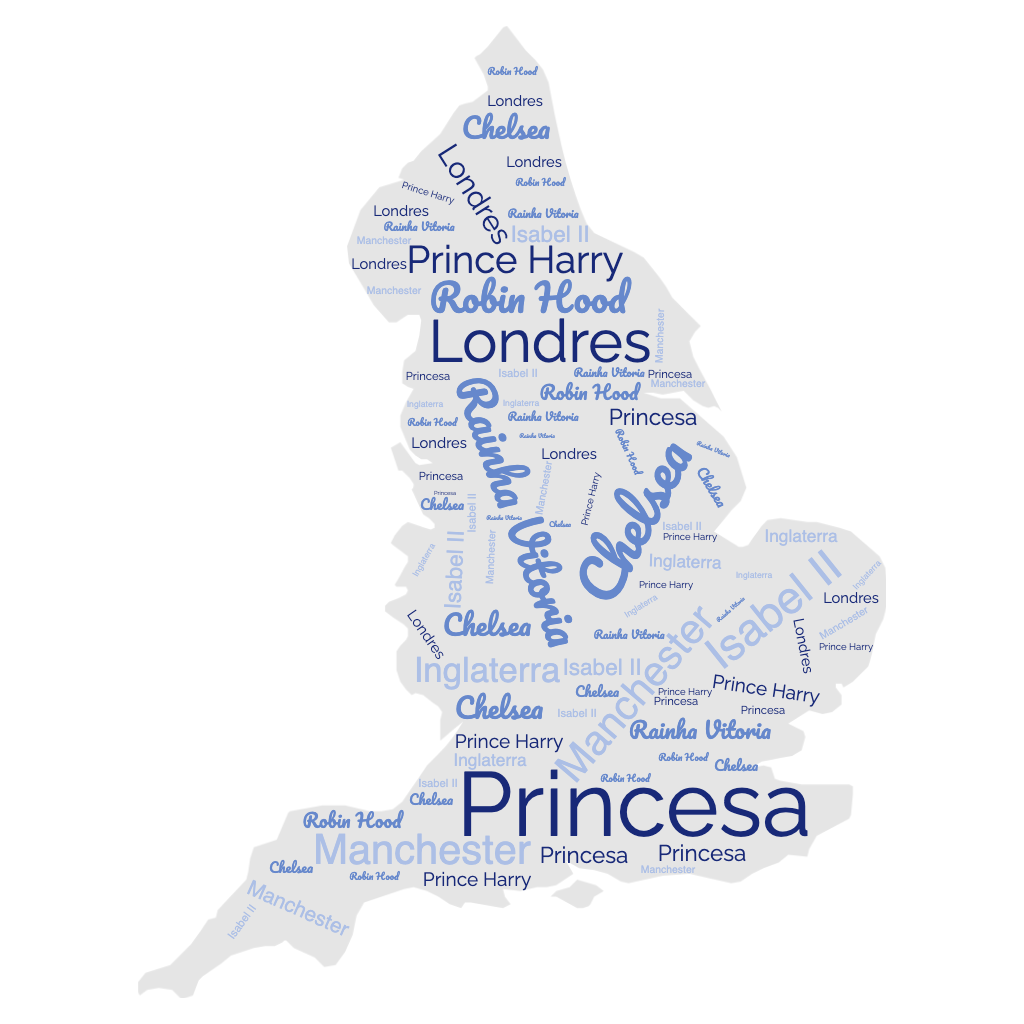 Robin Hood
Londres
Chelsea
Londres
Londres
Robin Hood
Prince Harry
Londres
Rainha Vitoria
Rainha Vitoria
Isabel II
Manchester
Londres
Prince Harry
Manchester
Robin Hood
Londres
Manchester
Princesa
Isabel II
Rainha Vitoria
Princesa
Manchester
Robin Hood
Inglaterra
Inglaterra
Rainha Vitoria
Princesa
Robin Hood
Rainha Vitoria
Rainha Vitoria
Robin Hood
Rainha Vitoria
Londres
Londres
Chelsea
Chelsea
Princesa
Princesa
Chelsea
Isabel II
Manchester
Prince Harry
Rainha Vitoria
Chelsea
Isabel II
Prince Harry
Inglaterra
Inglaterra
Isabel II
Manchester
Inglaterra
Inglaterra
Inglaterra
Isabel II
Prince Harry
Londres
Inglaterra
Rainha Vitoria
Manchester
Londres
Chelsea
Rainha Vitoria
Londres
Prince Harry
Inglaterra
Isabel II
Manchester
Chelsea
Prince Harry
Prince Harry
Princesa
Chelsea
Isabel II
Princesa
Rainha Vitoria
Prince Harry
Inglaterra
Robin Hood
Chelsea
Robin Hood
Isabel II
Chelsea
Princesa
Robin Hood
Manchester
Princesa
Princesa
Chelsea
Manchester
Robin Hood
Prince Harry
Manchester
Isabel II